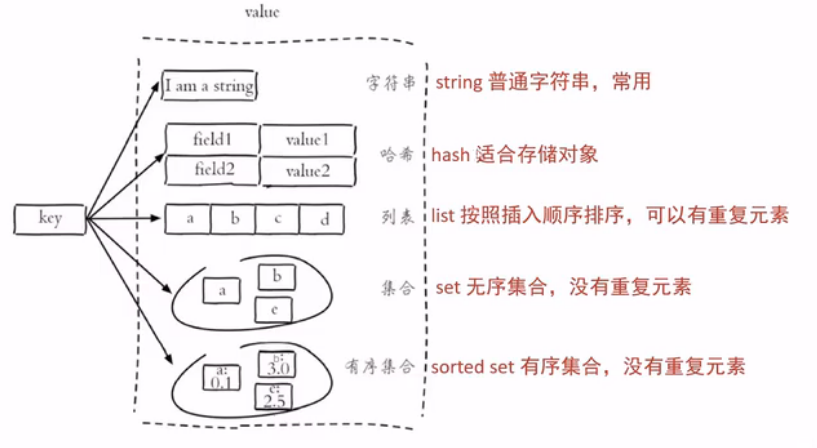 value
I am a string
字符串
string 普通字符串，常用
field1
value1
field2
value2
哈希
hash 适合存储对象
key
a
b
c
d
列表
list 按照插入顺序排序，可以有重复元素
a
b
c
集合
set 无序集合，没有重复元素
a:
0.1
b:
3.0
c:
2.5
有序集合
sorted set 有序集合，没有重复元素